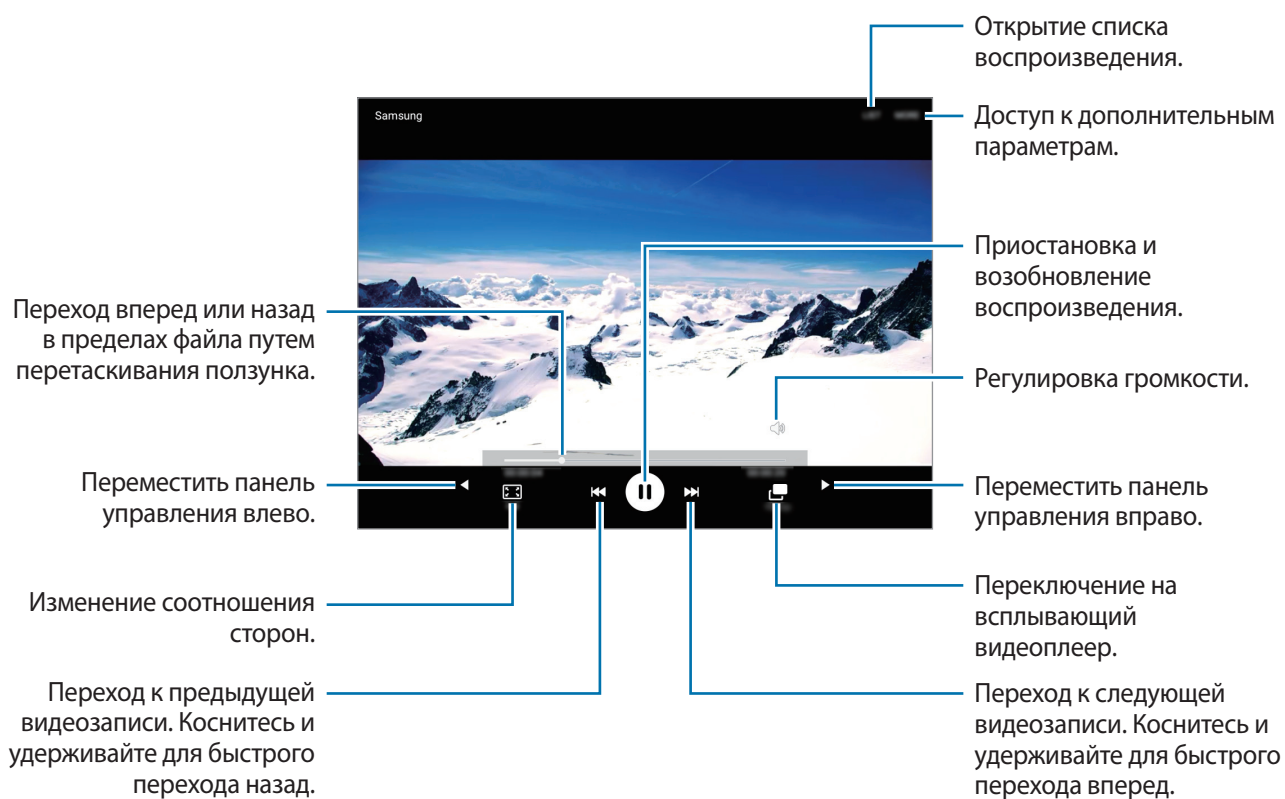 Открытие списка
воспроизведения.
Samsung
Доступ к дополнительным
параметрам.
Приостановка и
возобновление
воспроизведения.
Переход вперед или назад
в пределах файла путем
перетаскивания ползунка.
Регулировка громкости.
Переместить панель
управления влево.
Переместить панель
управления вправо.
Изменение соотношения
сторон.
Переключение на
всплывающий
видеоплеер.
Переход к предыдущей
видеозаписи. Коснитесь и
удерживайте для быстрого
перехода назад.
Переход к следующей
видеозаписи. Коснитесь и
удерживайте для быстрого
перехода вперед.